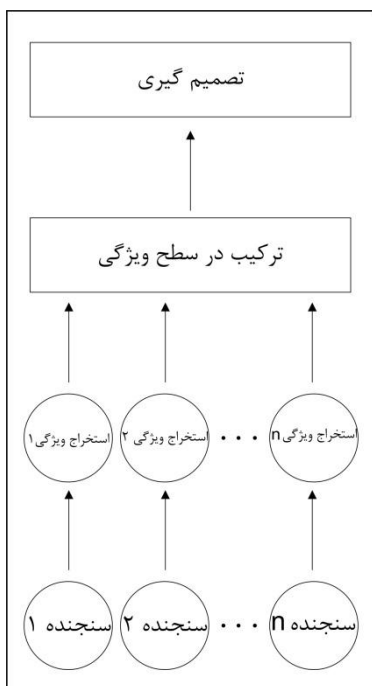 تصمیم گیری
ترکیب در سطح ویژگی
استخراج ویژگی ۱
استخراج ویژگی ۲
...
استخراج ویژگی n
سنجنده ۱
سنجنده ۲
...
سنجنده n